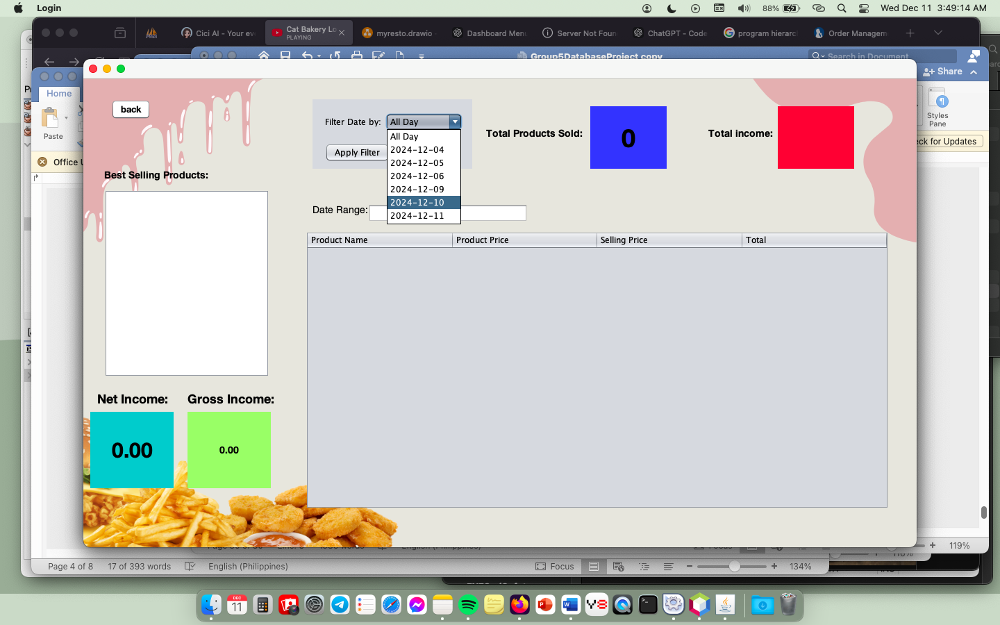 Login
88%
Wed Dec 11 3:49:14 AM
Cici AI - Your eve
Cat Bakery Lo
PLAYING
myresto.drawio -
Dashboard Menu
Server Not Foun
ChatGPT - Code
program hierarc
Order Managem
Group5DatabaseProject copy
Search in Document
Share
Home
Paste
Styles
Pane
Office U
eck for Updates
back
Filter Date by:
All Day
Apply Filter
All Day
2024-12-04
2024-12-05
2024-12-06
2024-12-09
2024-12-10
2024-12-11
Total Products Sold:
0
Total income:
Best Selling Products:
Date Range:
Product Name
Product Price
Selling Price
Total
Net Income:
Gross Income:
0.00
0.00
English (Philippines)
119%
Page 4 of 8
17 of 393 words
English (Philippines)
Focus
134%
DEC
11